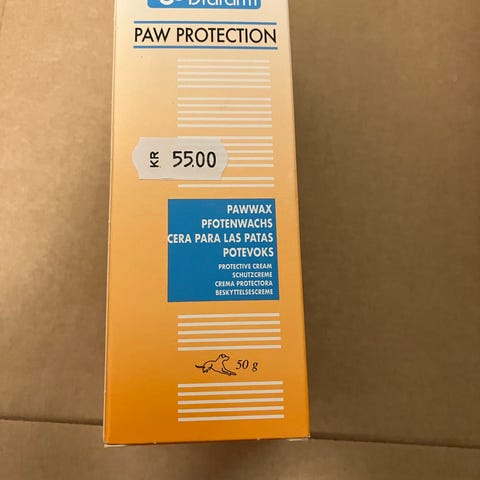 PAW PROTECTION
KR 55.00
PAWWAX
PFOTENWACHS
CERA PARA LAS PATAS
POTEVOKS
PROTECTIVE CREAM
SCHUTZCREME
CREMA PROTECTORA
BESKYTTELSESCREME
50 g